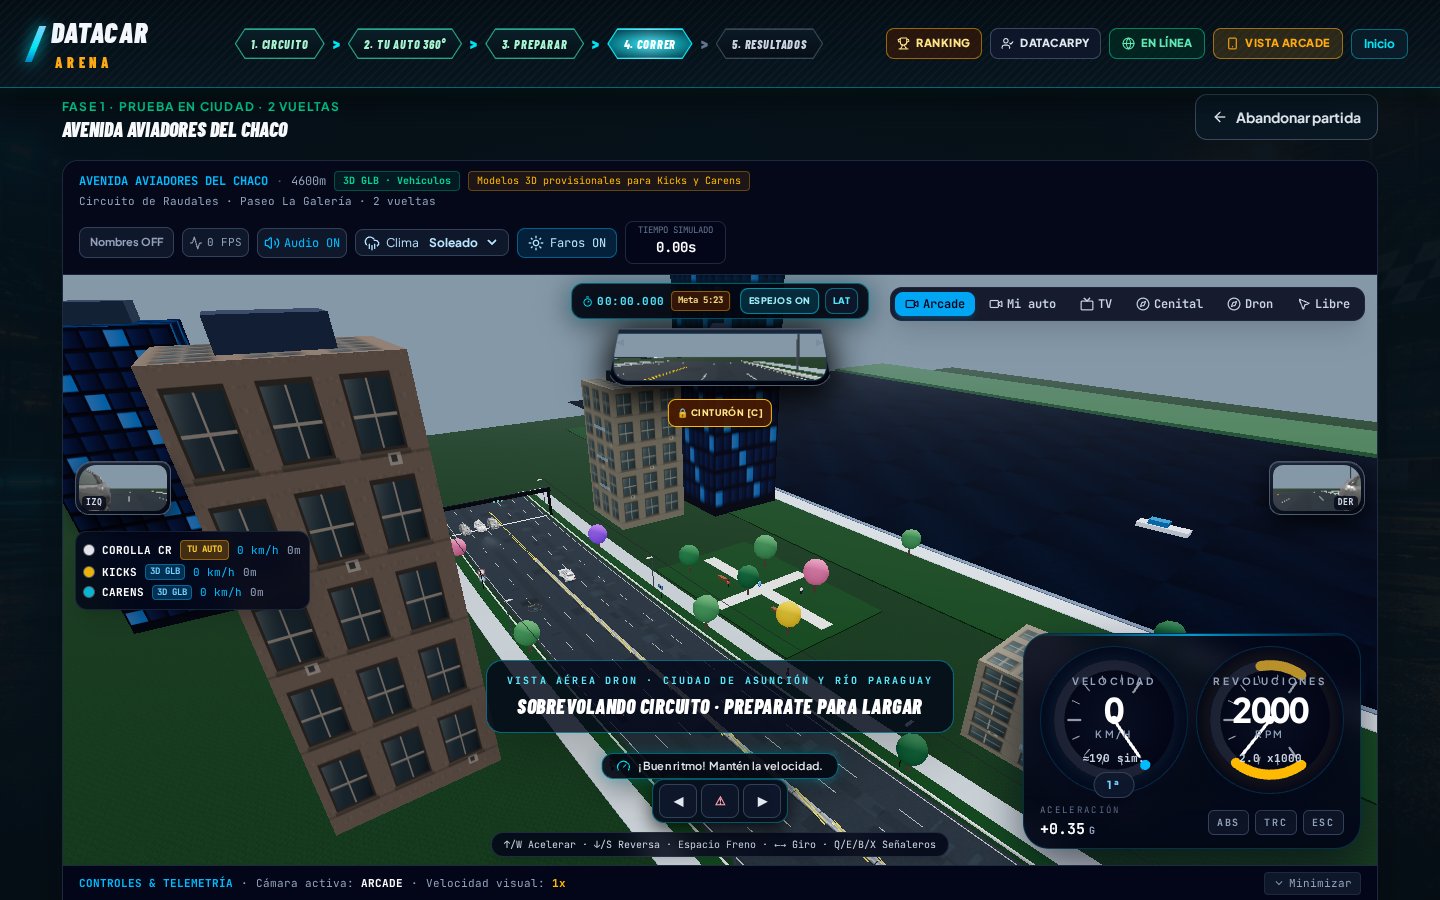 DATACAR
ARENA
1. CIRCUITO > 2. TU AUTO 360° > 3. PREPARAR > 4. CORRER > 5. RESULTADOS
RANKING
DATACARPY
EN LÍNEA
VISTA ARCADE
Inicio
FASE 1 · PRUEBA EN CIUDAD · 2 VUELTAS
AVENIDA AVIADORES DEL CHACO
← Abandonar partida
AVENIDA AVIADORES DEL CHACO · 4600m 3D GLB · Vehículos Modelos 3D provisionales para Kicks y Carens
Circuito de Raudales · Paseo La Galería · 2 vueltas
Nombres OFF
0 FPS
Audio ON
Clima Soleado
Faros ON
TIEMPO SIMULADO
0.00s
00:00.000 Meta 5:23 ESPEJOS ON LAT
Arcade Mi auto TV Cenital Dron Libre
CINTURÓN [C]
IZQ
DER
COROLLA CR TU AUTO 0 km/h 0m
KICKS 3D GLB 0 km/h 0m
CARENS 3D GLB 0 km/h 0m
VISTA AÉREA DRON · CIUDAD DE ASUNCIÓN Y RÍO PARAGUAY
SOBREVOLANDO CIRCUITO · PREPARATE PARA LARGAR
¡Buen ritmo! Mantén la velocidad.
◀ ⚠ ▶
↑/W Acelerar · ↓/S Reversa · Espacio Freno · ←→ Giro · Q/E/B/X Señaleros
VELOCIDAD
0
KM/H
≈190 sim.
1ª
REVOLUCIONES
2000
RPM
2.0 x1000
ACELERACIÓN
+0.35 G
ABS TRC ESC
CONTROLES & TELEMETRÍA · Cámara activa: ARCADE · Velocidad visual: 1x
Minimizar